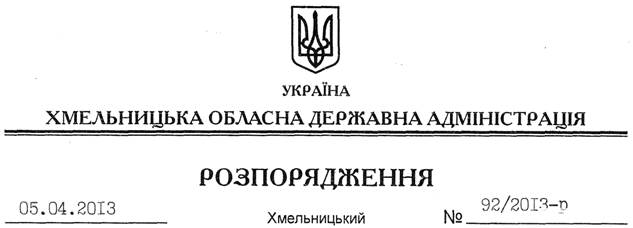 УКРАЇНА
ХМЕЛЬНИЦЬКА ОБЛАСНА ДЕРЖАВНА АДМІНІСТРАЦІЯ
РОЗПОРЯДЖЕННЯ
05.04.2013 Хмельницький № 92/2013-р